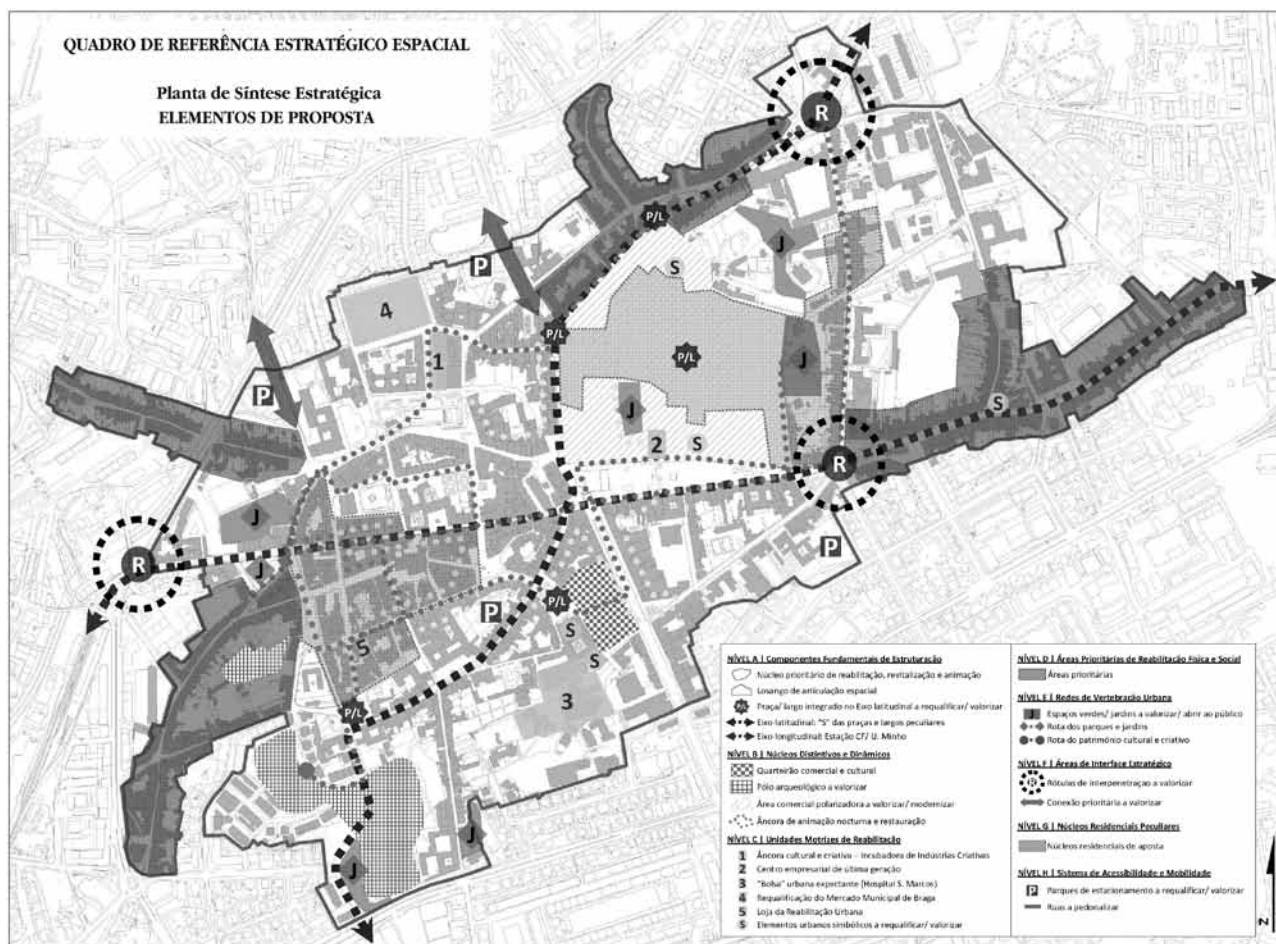 QUADRO DE REFERÊNCIA ESTRATÉGICO ESPACIAL
Planta de Síntese Estratégica
ELEMENTOS DE PROPOSTA
R
P/L
J
P
S
4
P/L
1
P/L
J
J
P
S
2
S
R
J
P
R
J
P/L
P
S
5
S
3
P/L
J
J
NÍVEL A | Componentes Fundamentais de Estruturação
Núcleo prioritário de reabilitação, revitalização e animação
Losango de articulação espacial
P/L Praça/ largo integrado no Eixo latitudinal a requalificar/ valorizar
Eixo latitudinal: "S" das praças e largos peculiares
Eixo longitudinal: Estação CF/ U. Minho
NÍVEL B | Núcleos Distintivos e Dinâmicos
Quarteirão comercial e cultural
Pólo arqueológico a valorizar
Área comercial polarizadora a valorizar/ modernizar
Âncora de animação nocturna e restauração
NÍVEL C | Unidades Motrizes de Reabilitação
1 Âncora cultural e criativa – Incubadora de Indústrias Criativas
2 Centro empresarial de última geração
3 "Bolsa" urbana expectante (Hospital S. Marcos)
4 Requalificação do Mercado Municipal de Braga
5 Loja da Reabilitação Urbana
S Elementos urbanos simbólicos a requalificar/ valorizar
NÍVEL D | Áreas Prioritárias de Reabilitação Física e Social
Áreas prioritárias
NÍVEL E | Redes de Vertebração Urbana
J Espaços verdes/ jardins a valorizar/ abrir ao público
Rota dos parques e jardins
Rota do património cultural e criativo
NÍVEL F | Áreas de Interface Estratégico
R Rótulas de interpenetração a valorizar
Conexão prioritária a valorizar
NÍVEL G | Núcleos Residenciais Peculiares
Núcleos residenciais de aposta
NÍVEL H | Sistema de Acessibilidade e Mobilidade
P Parques de estacionamento a requalificar/ valorizar
Ruas a pedonalizar
N